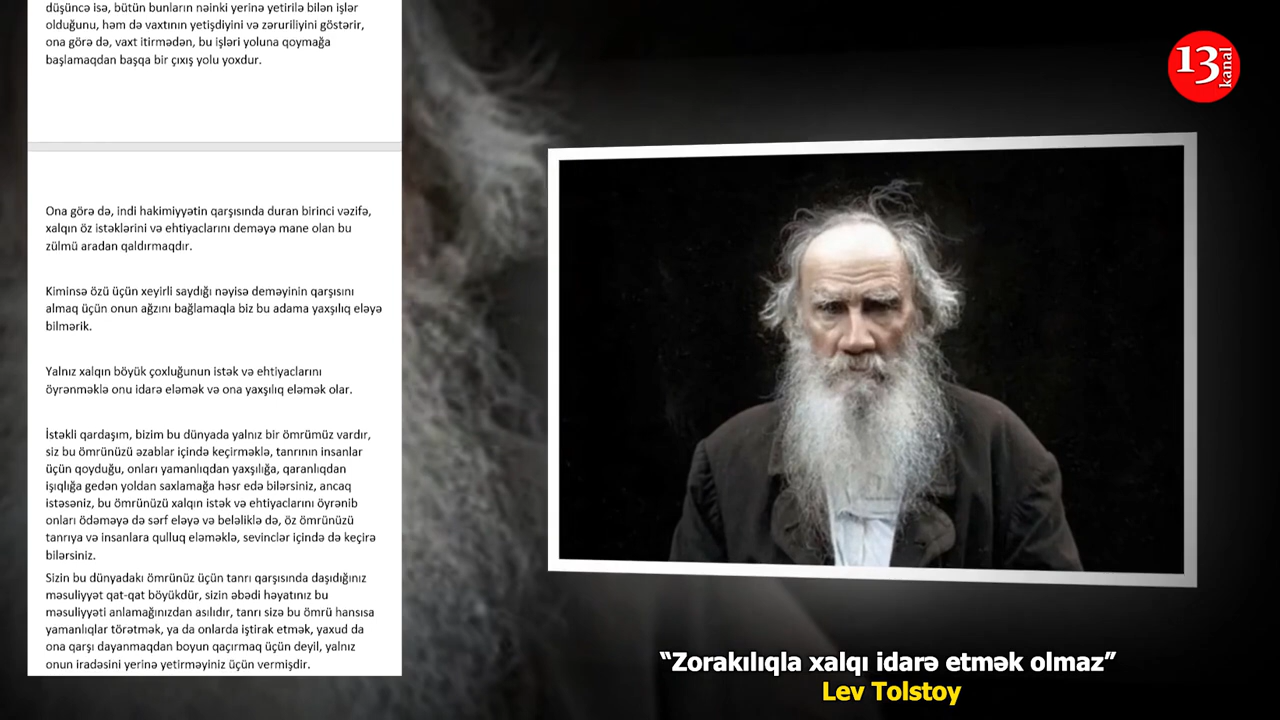 düşüncə isə, bütün bunların nəinki yerinə yetirilə bilən işlər
olduğunu, həm də vaxtının yetişdiyini və zəruriliyini göstərir,
ona görə də, vaxt itirmədən, bu işləri yoluna qoymağa
başlamaqdan başqa bir çıxış yolu yoxdur.
Ona görə də, indi hakimiyyətin qarşısında duran birinci vəzifə,
xalqın öz istəklərini və ehtiyaclarını deməyə mane olan bu
zülmü aradan qaldırmaqdır.
Kiminsə özü üçün xeyirli saydığı nəyisə deməyinin qarşısını
almaq üçün onun ağzını bağlamaqla biz bu adama yaxşılıq eləyə
bilmərik.
Yalnız xalqın böyük çoxluğunun istək və ehtiyaclarını
öyrənməklə onu idarə eləmək və ona yaxşılıq eləmək olar.
İstəkli qardaşım, bizim bu dünyada yalnız bir ömrümüz vardır,
siz bu ömrünüzü əzablar içində keçirməklə, tanrının insanlar
üçün qoyduğu, onları yamanlıqdan yaxşılığa, qaranlıqdan
işıqlığa gedən yoldan saxlamağa həsr edə bilərsiniz, ancaq
istəsəniz, bu ömrünüzü xalqın istək və ehtiyaclarını öyrənib
onları ödəməyə də sərf eləyə və beləliklə də, öz ömrünüzü
tanrıya və insanlara qulluq eləməklə, sevinclər içində də keçirə
bilərsiniz.
Sizin bu dünyadakı ömrünüz üçün tanrı qarşısında daşıdığınız
məsuliyyət qat-qat böyükdür, sizin əbədi həyatınız bu
məsuliyyəti anlamağınızdan asılıdır, tanrı sizə bu ömrü hansısa
yamanlıqlar törətmək, ya da onlarda iştirak etmək, yaxud da
ona qarşı dayanmaqdan boyun qaçırmaq üçün deyil, yalnız
onun iradəsini yerinə yetirməyiniz üçün vermişdir.
13 kanal
“Zorakılıqla xalqı idarə etmək olmaz”
Lev Tolstoy